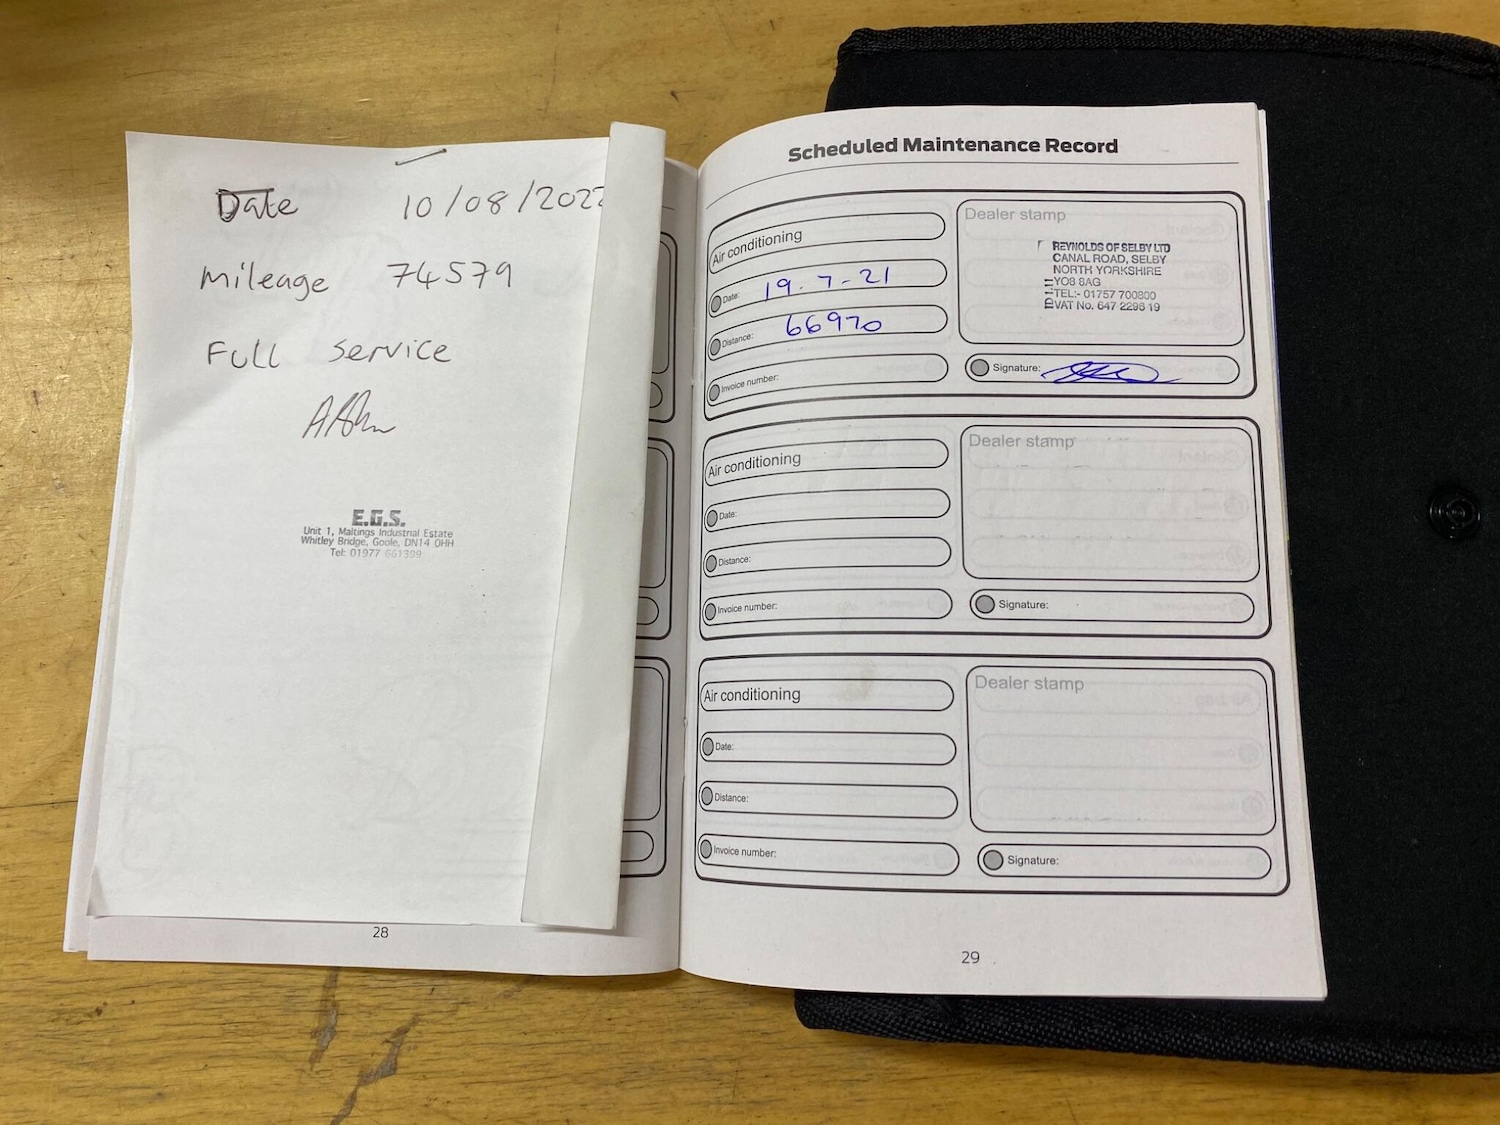 Date 10/08/2022
Mileage 74579
Full service
E.G.S.
Unit 1, Maltings Industrial Estate
Whitley Bridge, Goole, DN14 0HH
Tel: 01977 661399
28
Scheduled Maintenance Record
Air conditioning
Date: 19.7-21
Distance: 66970
Invoice number:
Dealer stamp
REYNOLDS OF SELBY LTD
CANAL ROAD, SELBY
NORTH YORKSHIRE
YO8 8AG
TEL:- 01757 700800
VAT No. 647 2296 19
Signature:
Air conditioning
Date:
Distance:
Invoice number:
Dealer stamp
Signature:
Air conditioning
Date:
Distance:
Invoice number:
Dealer stamp
Signature:
29